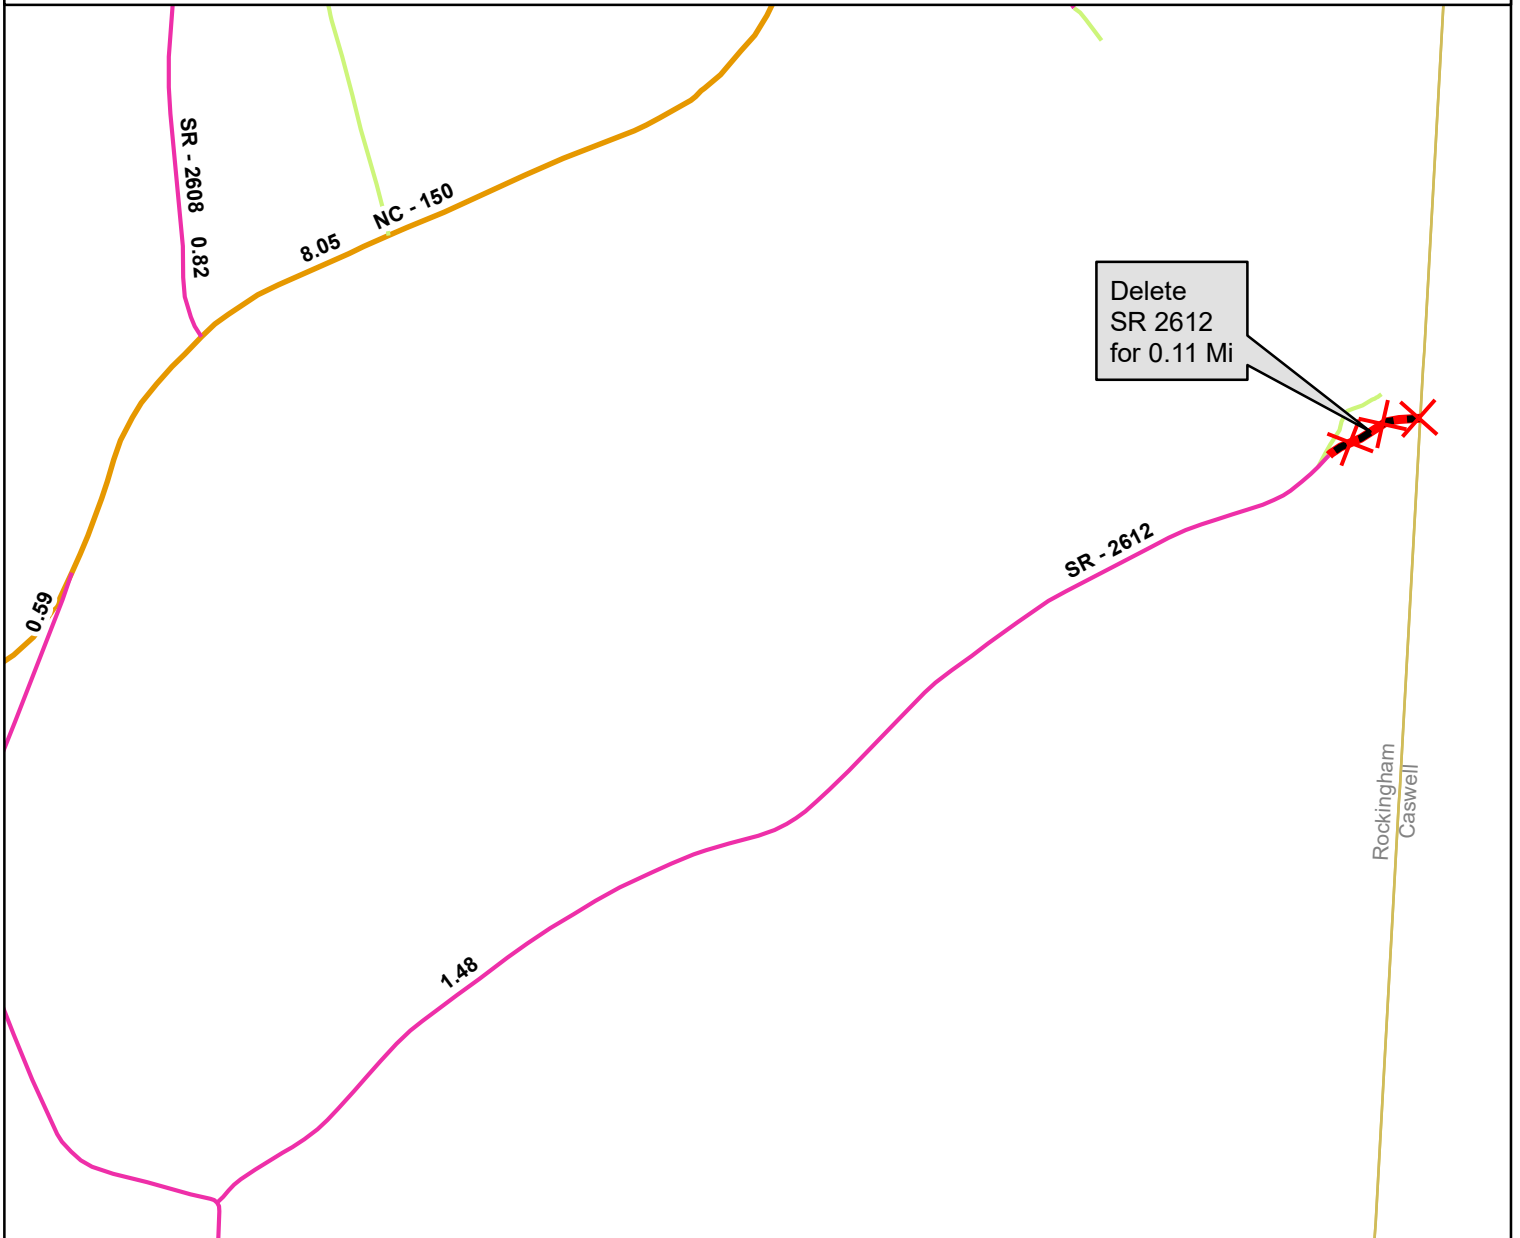 SR - 2608 0.82
NC - 150
8.05
Delete
SR 2612
for 0.11 Mi
SR - 2612
0.59
Rockingham
Caswell
1.48